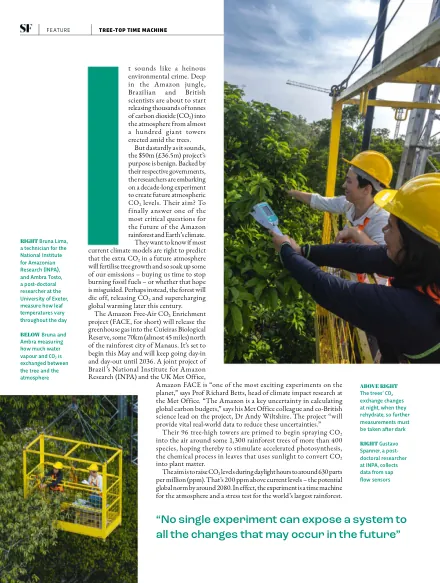 SF FEATURE TREE-TOP TIME MACHINE
It sounds like a heinous
environmental crime. Deep
in the Amazon jungle,
Brazilian and British
scientists are about to start
releasing thousands of tonnes
of carbon dioxide (CO₂) into
the atmosphere from almost
a hundred giant towers
erected amid the trees.
But dastardly as it sounds,
the $50m (£36.5m) project's
purpose is benign. Backed by
their respective governments,
the researchers are embarking
on a decade-long experiment
to create future atmospheric
CO₂ levels. Their aim? To
finally answer one of the
most critical questions for
the future of the Amazon
rainforest and Earth's climate.
They want to know if most
current climate models are right to predict
that the extra CO₂ in a future atmosphere
will fertilise tree growth and so soak up some
of our emissions – buying us time to stop
burning fossil fuels – or whether that hope
is misguided. Perhaps instead, the forest will
die off, releasing CO₂ and supercharging
global warming later this century.
The Amazon Free-Air CO₂ Enrichment
project (FACE, for short) will release the
greenhouse gas into the Cuieiras Biological
Reserve, some 70km (almost 45 miles) north
of the rainforest city of Manaus. It's set to
begin this May and will keep going day-in
and day-out until 2036. A joint project of
Brazil's National Institute for Amazon
Research (INPA) and the UK Met Office,
Amazon FACE is "one of the most exciting experiments on the
planet," says Prof Richard Betts, head of climate impact research at
the Met Office. "The Amazon is a key uncertainty in calculating
global carbon budgets," says his Met Office colleague and co-British
science lead on the project, Dr Andy Wiltshire. The project "will
provide vital real-world data to reduce these uncertainties."
Their 96 tree-high towers are primed to begin spraying CO₂
into the air around some 1,300 rainforest trees of more than 400
species, hoping thereby to stimulate accelerated photosynthesis,
the chemical process in leaves that uses sunlight to convert CO₂
into plant matter.
The aim is to raise CO₂ levels during daylight hours to around 630 parts
per million (ppm). That's 200 ppm above current levels – the potential
global norm by around 2080. In effect, the experiment is a time machine
for the atmosphere and a stress test for the world's largest rainforest.
"No single experiment can expose a system to
all the changes that may occur in the future"
RIGHT Bruna Lima,
a technician for the
National Institute
for Amazonian
Research (INPA),
and Ambra Tosto,
a post-doctoral
researcher at the
University of Exeter,
measure how leaf
temperatures vary
throughout the day
BELOW Bruna and
Ambra measuring
how much water
vapour and CO₂ is
exchanged between
the tree and the
atmosphere
ABOVE RIGHT
The trees' CO₂
exchange changes
at night, when they
rehydrate, so further
measurements must
be taken after dark
RIGHT Gustavo
Spanner, a post-
doctoral researcher
at INPA, collects
data from sap
flow sensors